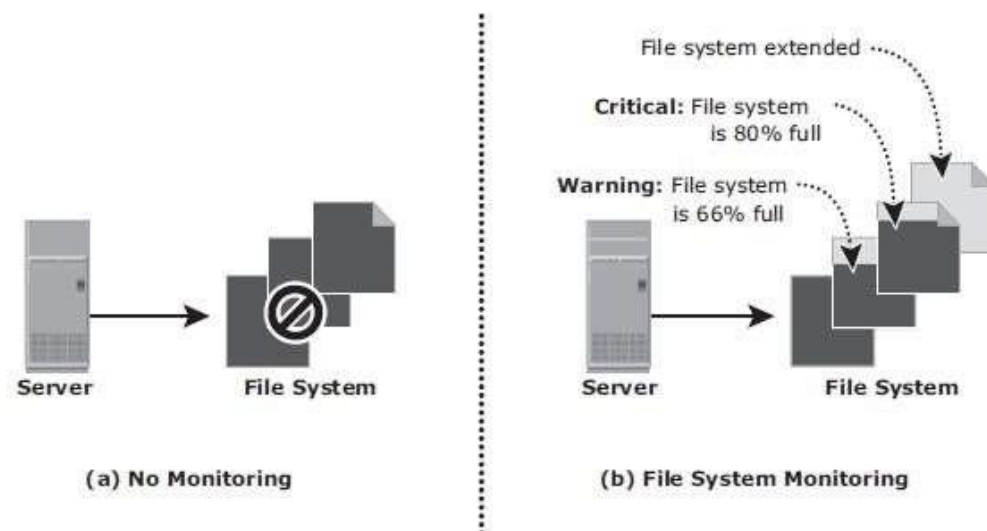 Server
File System
(a) No Monitoring
File system extended
Critical: File system
is 80% full
Warning: File system
is 66% full
Server
File System
(b) File System Monitoring